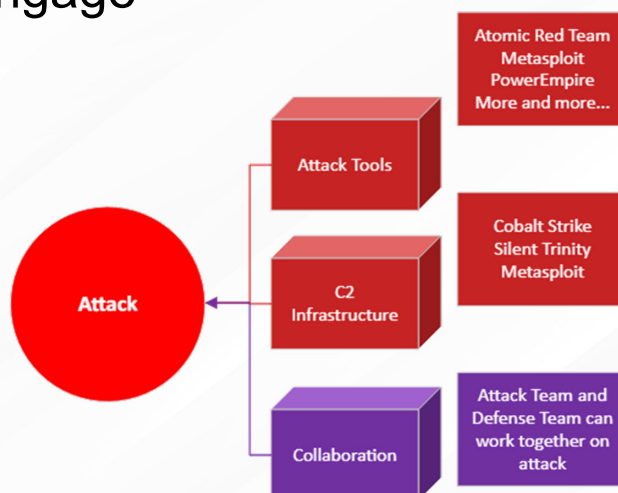 Atomic Red Team
Metasploit
PowerEmpire
More and more...
Attack Tools
Cobalt Strike
Silent Trinity
Metasploit
Attack
C2
Infrastructure
Attack Team and
Defense Team can
work together on
attack
Collaboration